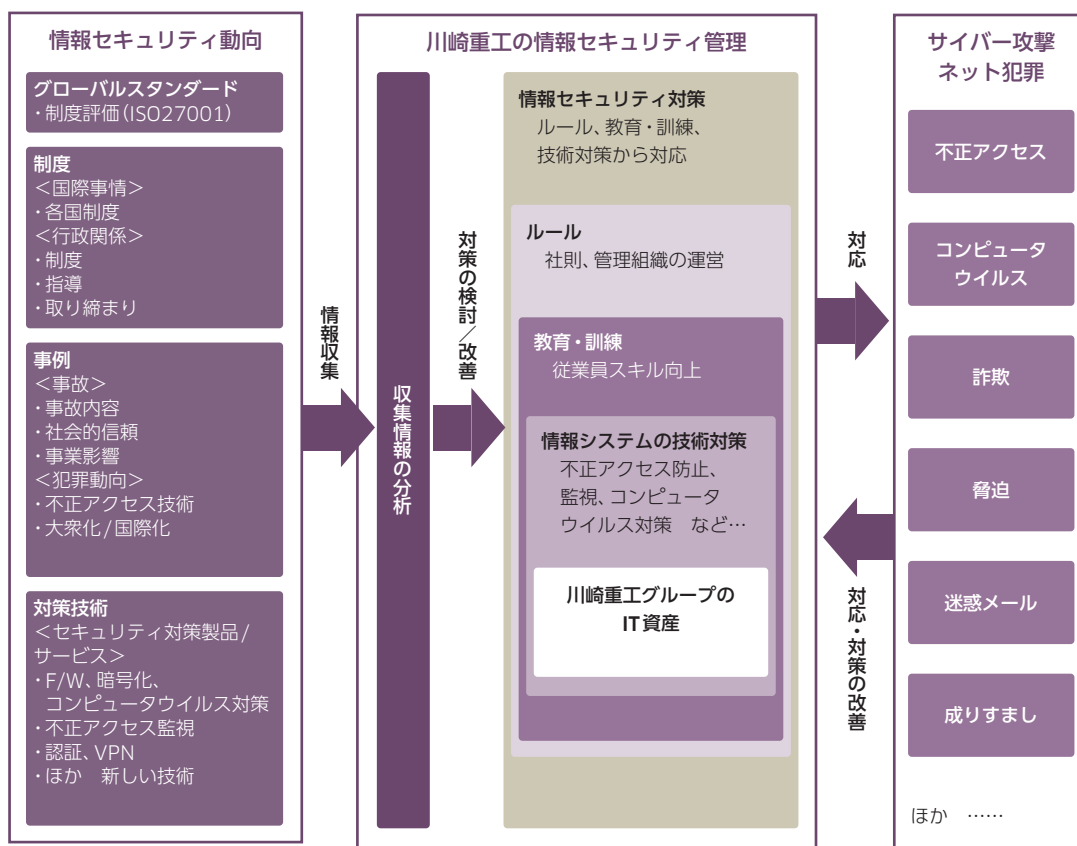 情報セキュリティ動向
グローバルスタンダード
・制度評価(ISO27001)
制度
<国際事情>
・各国制度
<行政関係>
・制度
・指導
・取り締まり
事例
<事故>
・事故内容
・社会的信頼
・事業影響
<犯罪動向>
・不正アクセス技術
・大衆化/国際化
対策技術
<セキュリティ対策製品/
サービス>
・F/W、暗号化、
コンピュータウイルス対策
・不正アクセス監視
・認証、VPN
・ほか　新しい技術
情報収集
川崎重工の情報セキュリティ管理
収集情報の分析
対策の検討/改善
情報セキュリティ対策
ルール、教育・訓練、
技術対策から対応
ルール
社則、管理組織の運営
教育・訓練
従業員スキル向上
情報システムの技術対策
不正アクセス防止、
監視、コンピュータ
ウイルス対策　など…
川崎重工グループの
IT資産
対応
対応・対策の改善
サイバー攻撃
ネット犯罪
不正アクセス
コンピュータ
ウイルス
詐欺
脅迫
迷惑メール
成りすまし
ほか　……